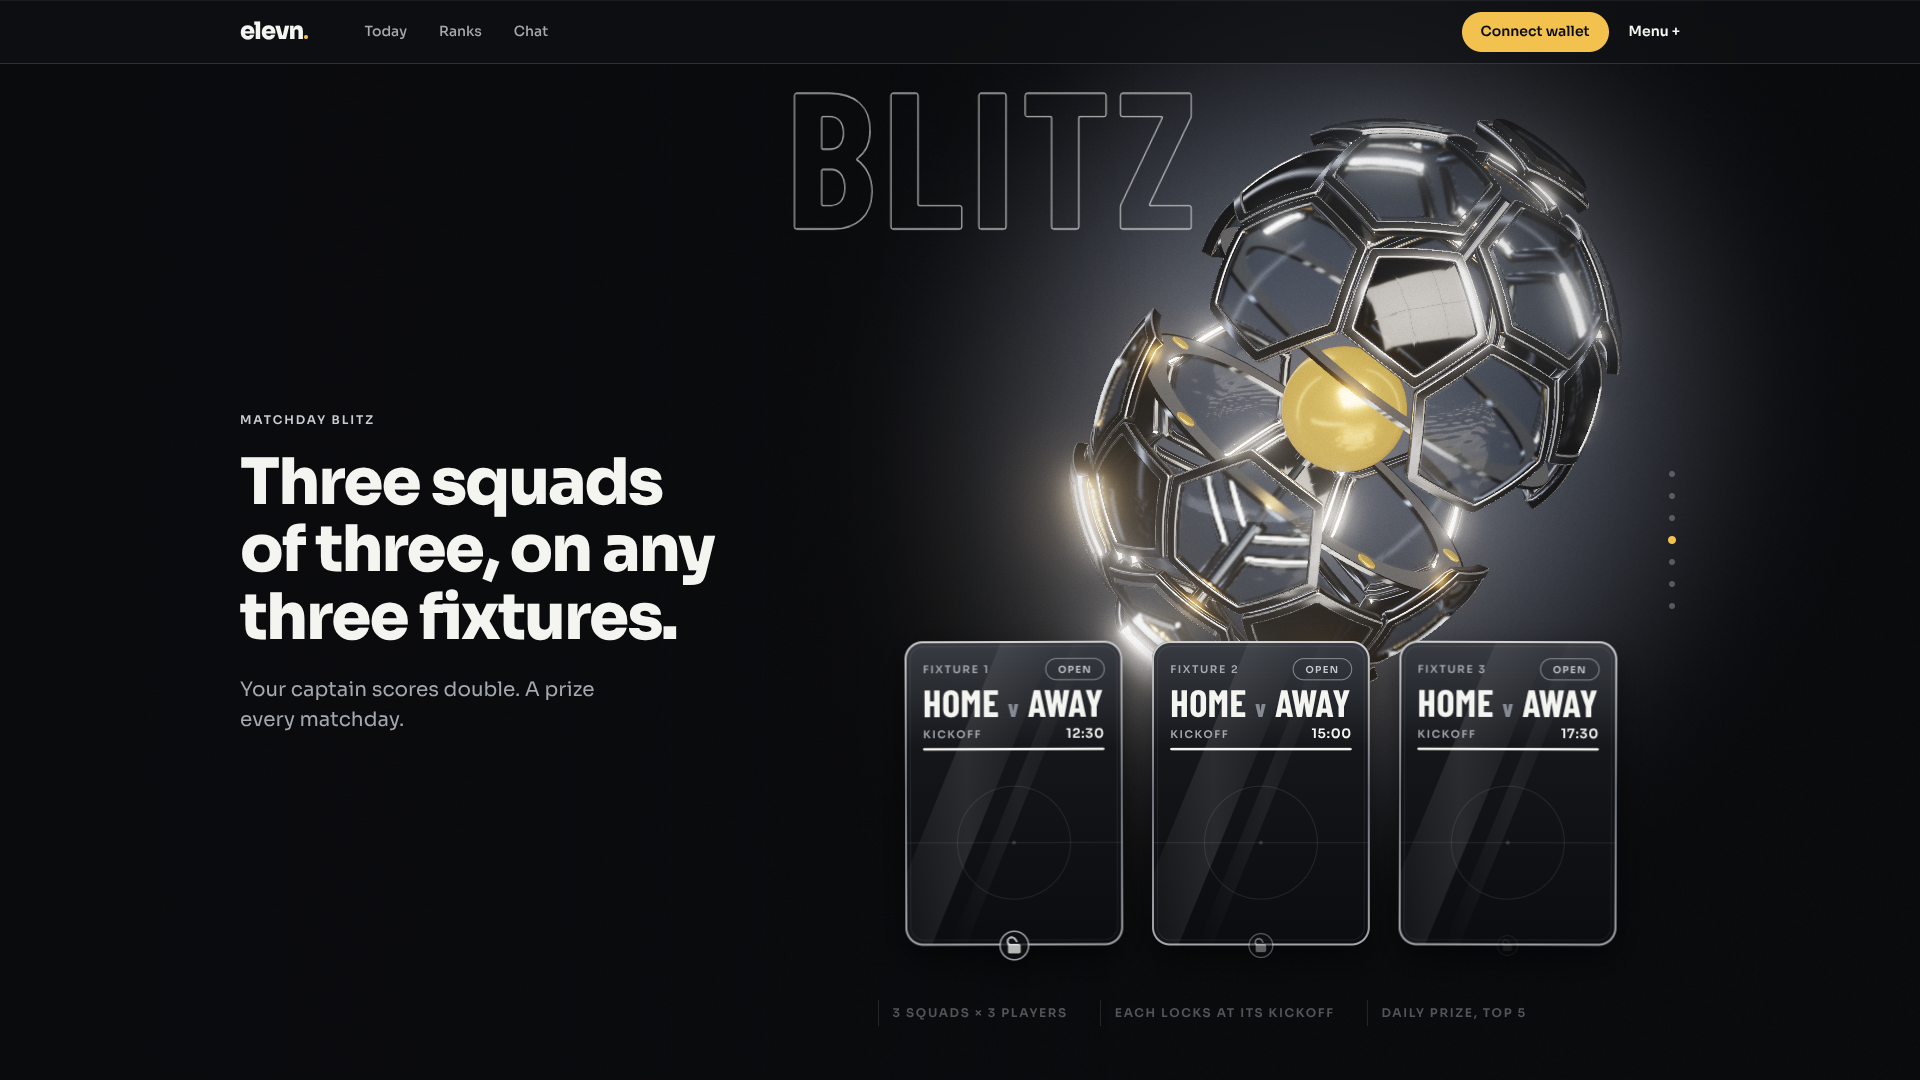 elevn.
Today
Ranks
Chat
Connect wallet
Menu +
BLITZ
MATCHDAY BLITZ
Three squads
of three, on any
three fixtures.
Your captain scores double. A prize
every matchday.
FIXTURE 1
OPEN
HOME v AWAY
KICKOFF
12:30
FIXTURE 2
OPEN
HOME v AWAY
KICKOFF
15:00
FIXTURE 3
OPEN
HOME v AWAY
KICKOFF
17:30
3 SQUADS × 3 PLAYERS
EACH LOCKS AT ITS KICKOFF
DAILY PRIZE, TOP 5